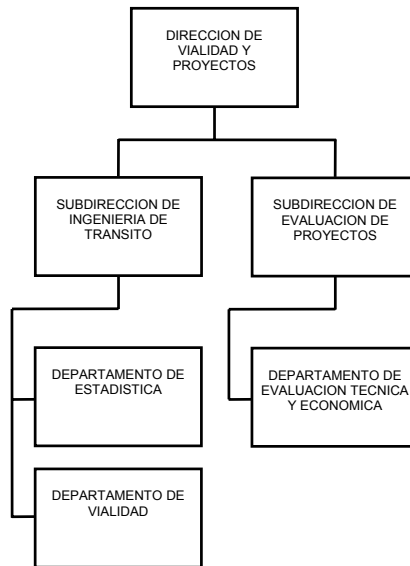 DIRECCION DE
VIALIDAD Y
PROYECTOS
SUBDIRECCION DE
INGENIERIA DE
TRANSITO
SUBDIRECCION DE
EVALUACION DE
PROYECTOS
DEPARTAMENTO DE
ESTADISTICA
DEPARTAMENTO DE
EVALUACION TECNICA
Y ECONOMICA
DEPARTAMENTO DE
VIALIDAD